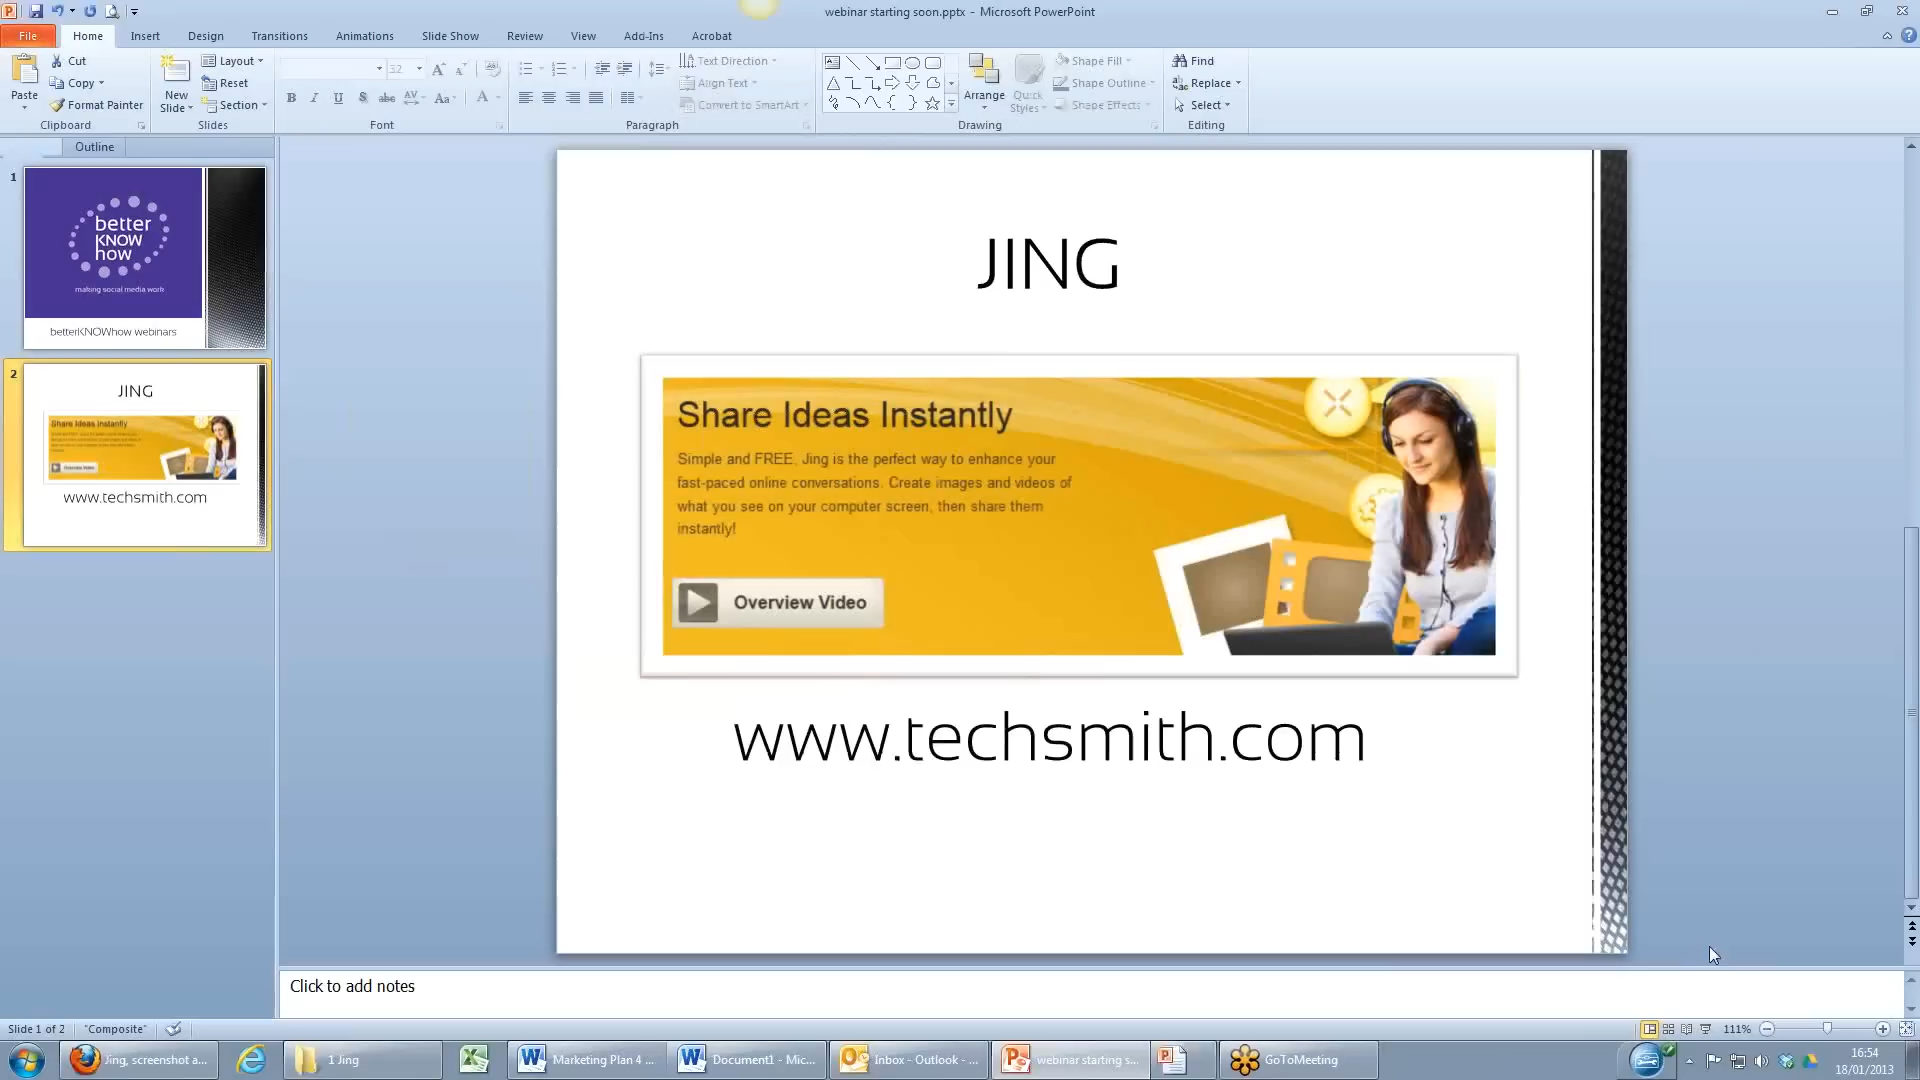 webinar starting soon.pptx - Microsoft PowerPoint
File Home Insert Design Transitions Animations Slide Show Review View Add-Ins Acrobat
Paste
Cut
Copy
Format Painter
Clipboard
New
Slide
Layout
Reset
Section
Slides
32
Font
Text Direction
Align Text
Convert to SmartArt
Paragraph
Arrange
Quick
Styles
Shape Fill
Shape Outline
Shape Effects
Drawing
Find
Replace
Select
Editing
Outline
1
better
KNOW
how
making social media work
betterKNOWhow webinars
2
JING
Share Ideas Instantly
Overview Video
www.techsmith.com
JING
Share Ideas Instantly
Simple and FREE, Jing is the perfect way to enhance your
fast-paced online conversations. Create images and videos of
what you see on your computer screen, then share them
instantly!
Overview Video
www.techsmith.com
Click to add notes
Slide 1 of 2 "Composite" 111%
Jing, screenshot a... 1 Jing Marketing Plan 4 ... Document1 - Mic... Inbox - Outlook - ... webinar starting s... GoToMeeting
16:54
18/01/2013